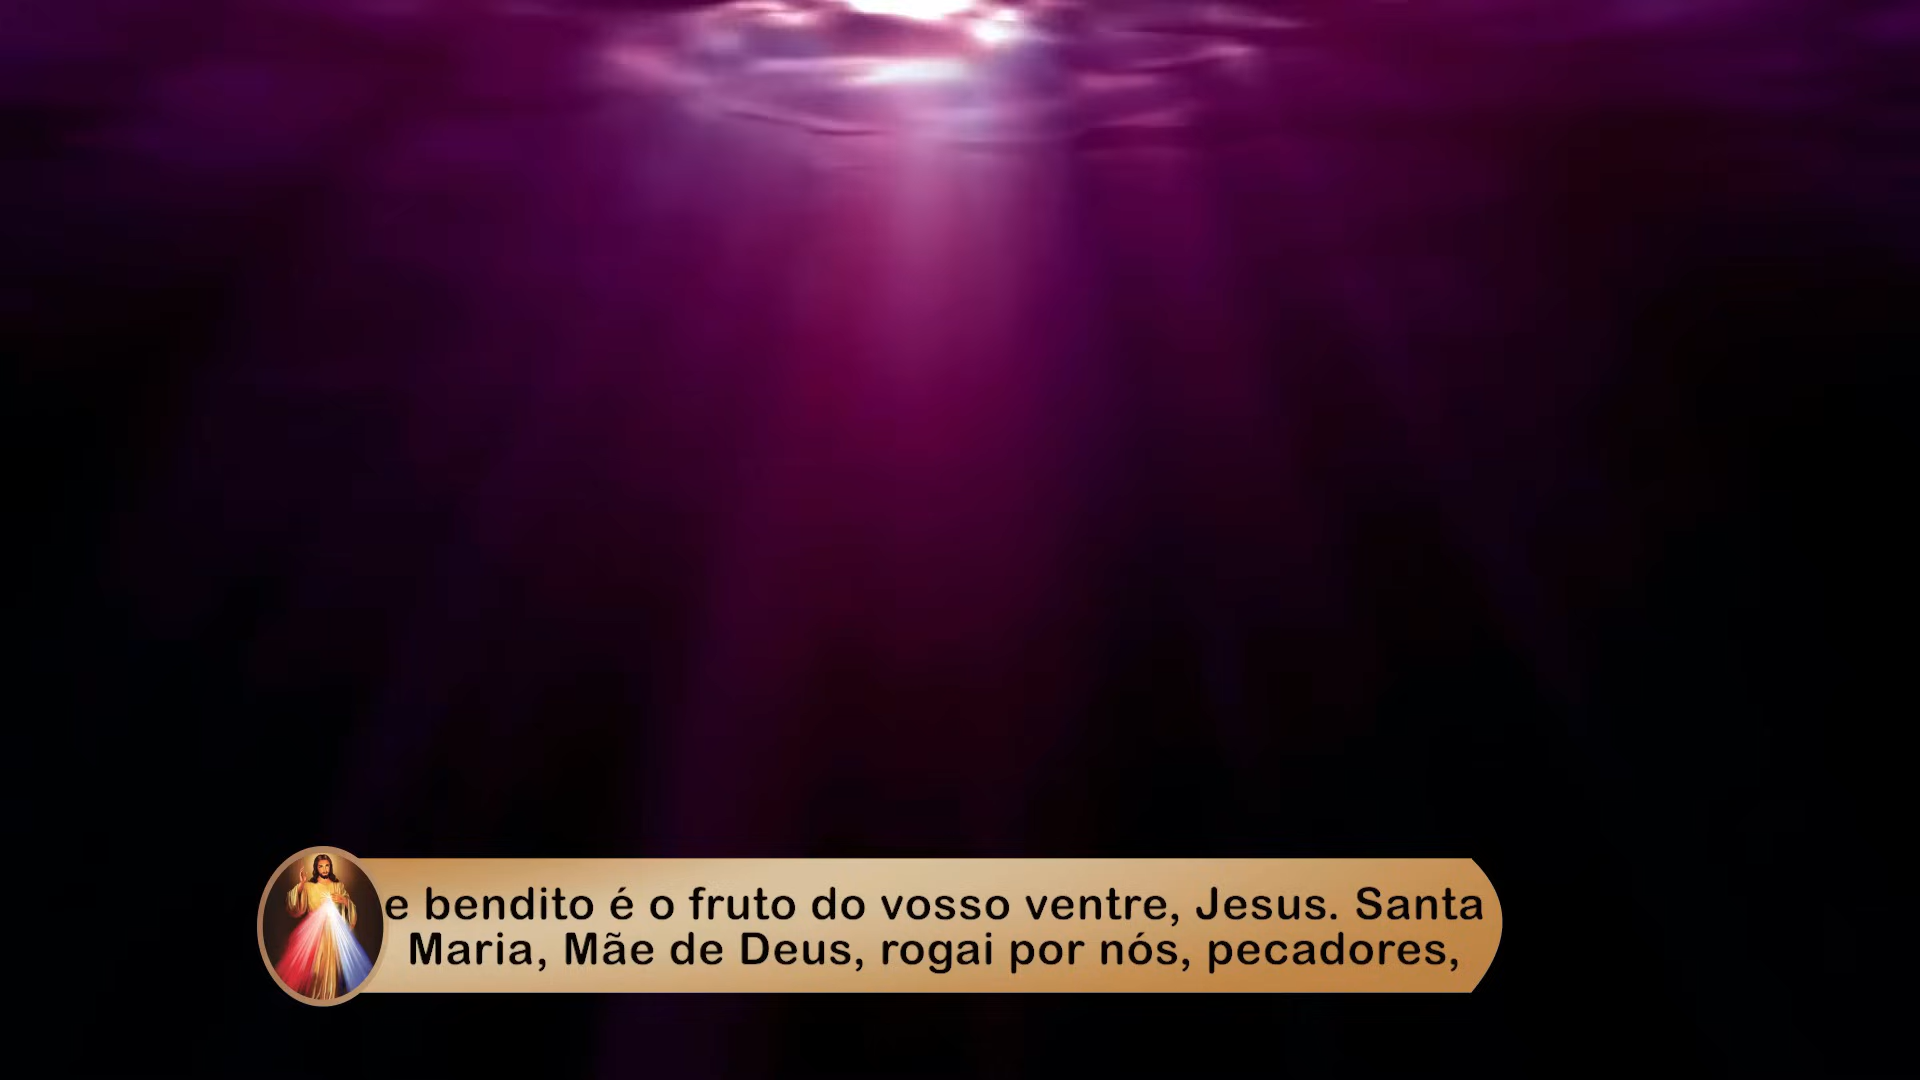 e bendito é o fruto do vosso ventre, Jesus. Santa
Maria, Mãe de Deus, rogai por nós, pecadores,